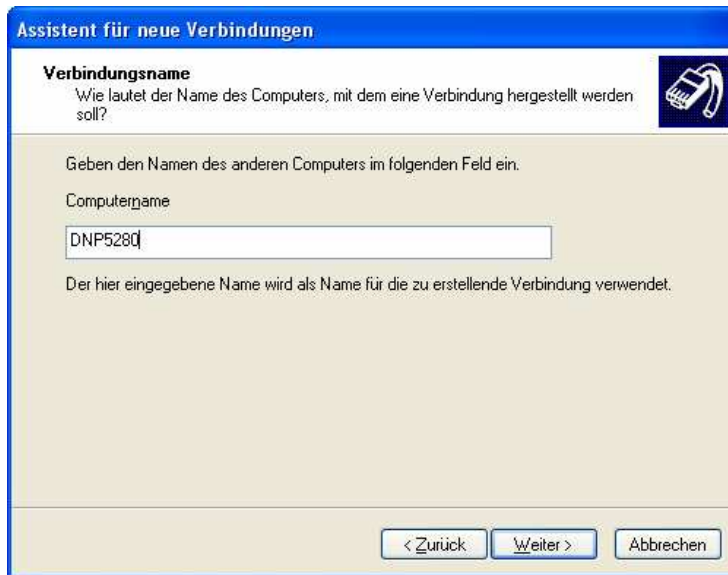 Assistent für neue Verbindungen
Verbindungsname
Wie lautet der Name des Computers, mit dem eine Verbindung hergestellt werden
soll?
Geben den Namen des anderen Computers im folgenden Feld ein.
Computername
DNP5280
Der hier eingegebene Name wird als Name für die zu erstellende Verbindung verwendet.
< Zurück Weiter > Abbrechen